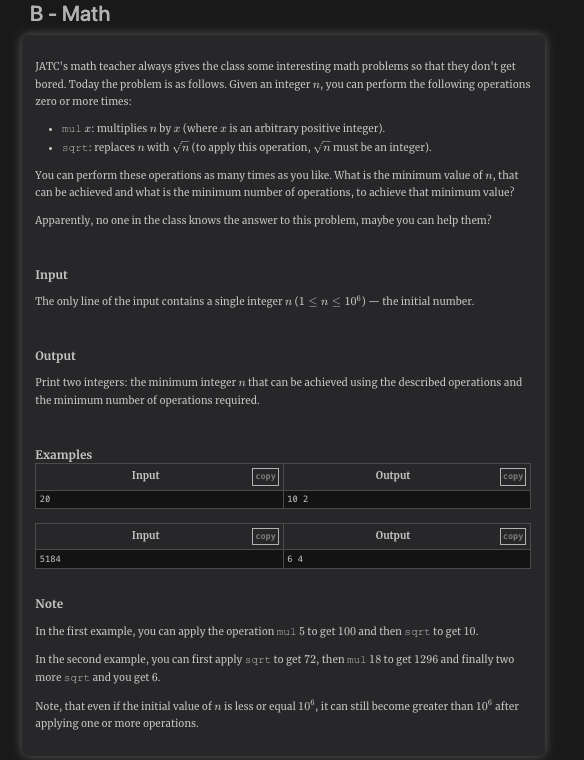 B - Math
JATC's math teacher always gives the class some interesting math problems so that they don't get
bored. Today the problem is as follows. Given an integer n, you can perform the following operations
zero or more times:
• mul x: multiplies n by x (where x is an arbitrary positive integer).
• sqrt: replaces n with √n (to apply this operation, √n must be an integer).
You can perform these operations as many times as you like. What is the minimum value of n, that
can be achieved and what is the minimum number of operations, to achieve that minimum value?
Apparently, no one in the class knows the answer to this problem, maybe you can help them?
Input
The only line of the input contains a single integer n (1 ≤ n ≤ 10⁶) — the initial number.
Output
Print two integers: the minimum integer n that can be achieved using the described operations and
the minimum number of operations required.
Examples
Input copy Output copy
20 10 2
Input copy Output copy
5184 6 4
Note
In the first example, you can apply the operation mul 5 to get 100 and then sqrt to get 10.
In the second example, you can first apply sqrt to get 72, then mul 18 to get 1296 and finally two
more sqrt and you get 6.
Note, that even if the initial value of n is less or equal 10⁶, it can still become greater than 10⁶ after
applying one or more operations.